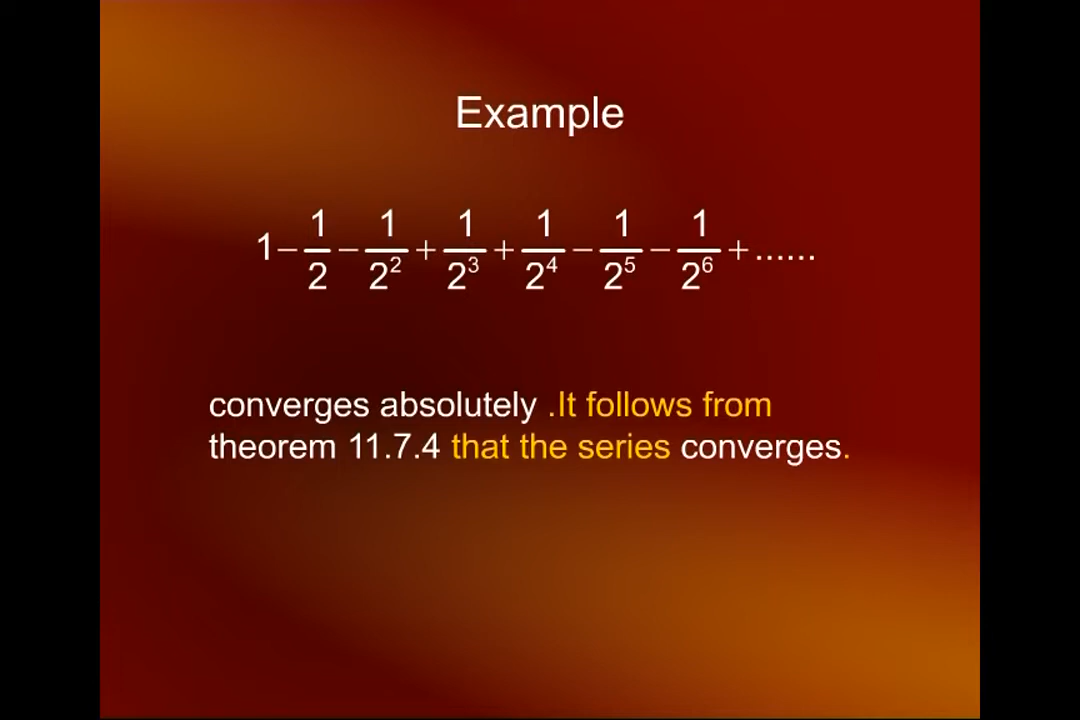 Example
1 − 1/2 − 1/2² + 1/2³ + 1/2⁴ − 1/2⁵ − 1/2⁶ + ......
converges absolutely .It follows from
theorem 11.7.4 that the series converges.